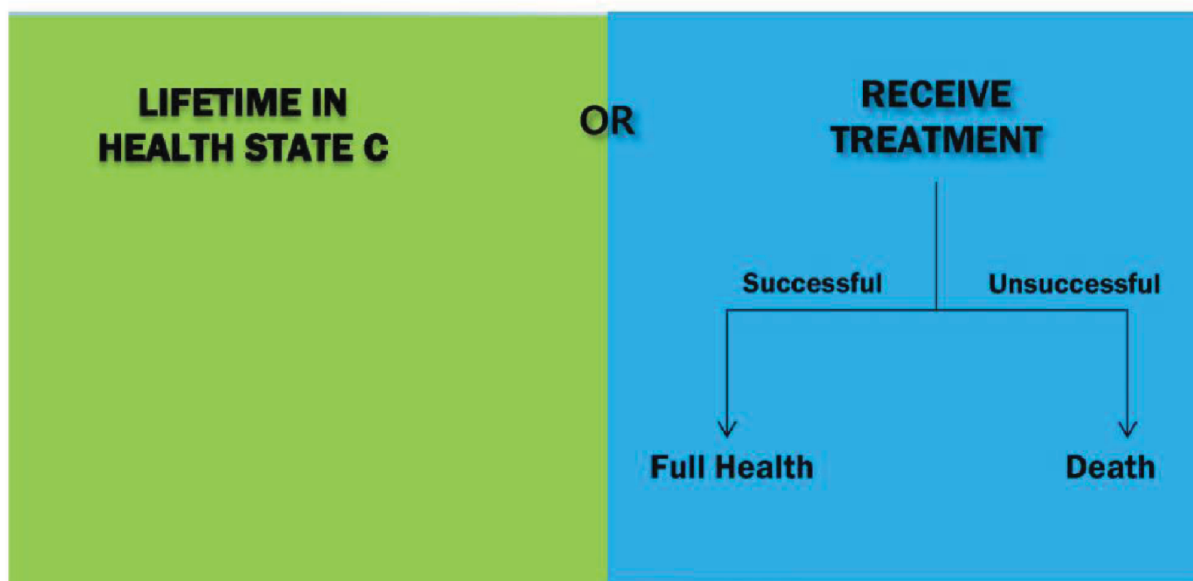 LIFETIME IN
HEALTH STATE C
OR
RECEIVE
TREATMENT
Successful
Unsuccessful
Full Health
Death